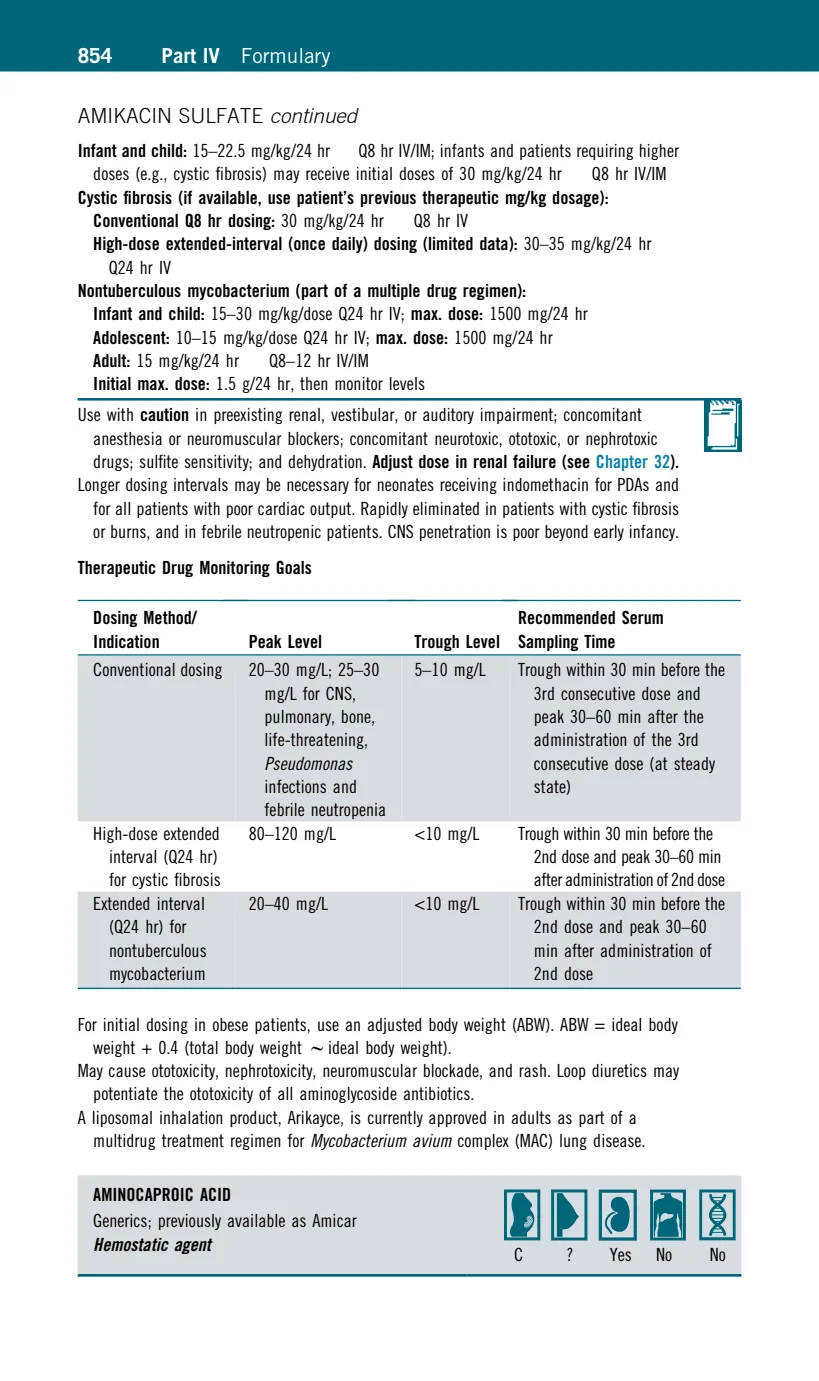 854 Part IV Formulary
AMIKACIN SULFATE continued
Infant and child: 15–22.5 mg/kg/24 hr Q8 hr IV/IM; infants and patients requiring higher
doses (e.g., cystic fibrosis) may receive initial doses of 30 mg/kg/24 hr Q8 hr IV/IM
Cystic fibrosis (if available, use patient's previous therapeutic mg/kg dosage):
Conventional Q8 hr dosing: 30 mg/kg/24 hr Q8 hr IV
High-dose extended-interval (once daily) dosing (limited data): 30–35 mg/kg/24 hr
Q24 hr IV
Nontuberculous mycobacterium (part of a multiple drug regimen):
Infant and child: 15–30 mg/kg/dose Q24 hr IV; max. dose: 1500 mg/24 hr
Adolescent: 10–15 mg/kg/dose Q24 hr IV; max. dose: 1500 mg/24 hr
Adult: 15 mg/kg/24 hr Q8–12 hr IV/IM
Initial max. dose: 1.5 g/24 hr, then monitor levels
Use with caution in preexisting renal, vestibular, or auditory impairment; concomitant
anesthesia or neuromuscular blockers; concomitant neurotoxic, ototoxic, or nephrotoxic
drugs; sulfite sensitivity; and dehydration. Adjust dose in renal failure (see Chapter 32).
Longer dosing intervals may be necessary for neonates receiving indomethacin for PDAs and
for all patients with poor cardiac output. Rapidly eliminated in patients with cystic fibrosis
or burns, and in febrile neutropenic patients. CNS penetration is poor beyond early infancy.
Therapeutic Drug Monitoring Goals
Dosing Method/
Indication
Peak Level
Trough Level
Recommended Serum
Sampling Time
Conventional dosing
20–30 mg/L; 25–30
mg/L for CNS,
pulmonary, bone,
life-threatening,
Pseudomonas
infections and
febrile neutropenia
5–10 mg/L
Trough within 30 min before the
3rd consecutive dose and
peak 30–60 min after the
administration of the 3rd
consecutive dose (at steady
state)
High-dose extended
interval (Q24 hr)
for cystic fibrosis
80–120 mg/L
<10 mg/L
Trough within 30 min before the
2nd dose and peak 30–60 min
after administration of 2nd dose
Extended interval
(Q24 hr) for
nontuberculous
mycobacterium
20–40 mg/L
<10 mg/L
Trough within 30 min before the
2nd dose and peak 30–60
min after administration of
2nd dose
For initial dosing in obese patients, use an adjusted body weight (ABW). ABW = ideal body
weight + 0.4 (total body weight ∼ ideal body weight).
May cause ototoxicity, nephrotoxicity, neuromuscular blockade, and rash. Loop diuretics may
potentiate the ototoxicity of all aminoglycoside antibiotics.
A liposomal inhalation product, Arikayce, is currently approved in adults as part of a
multidrug treatment regimen for Mycobacterium avium complex (MAC) lung disease.
AMINOCAPROIC ACID
Generics; previously available as Amicar
Hemostatic agent
C ? Yes No No